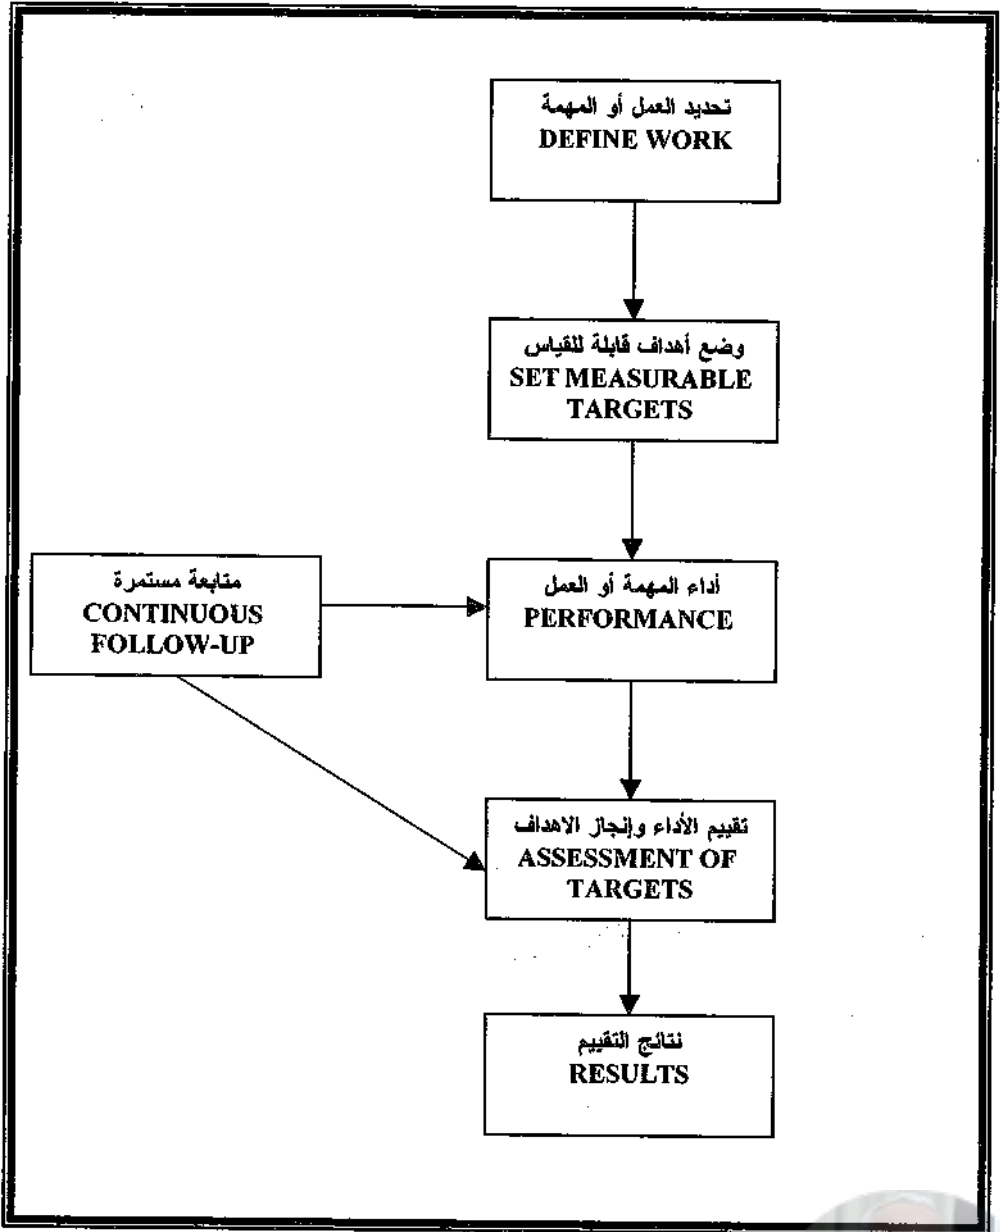 تحديد العمل أو المهمة
DEFINE WORK
وضع أهداف قابلة للقياس
SET MEASURABLE
TARGETS
متابعة مستمرة
CONTINUOUS
FOLLOW-UP
أداء المهمة أو العمل
PERFORMANCE
تقييم الأداء وإنجاز الاهداف
ASSESSMENT OF
TARGETS
نتائج التقييم
RESULTS